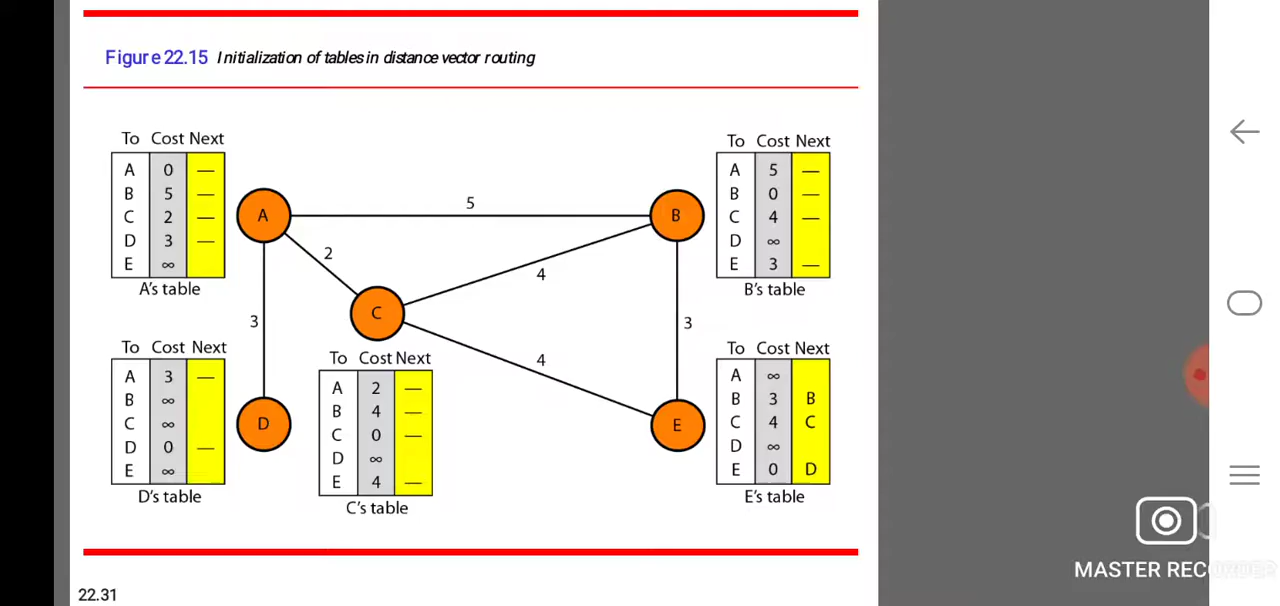 Figure 22.15 Initialization of tables in distance vector routing
To Cost Next
A 0 —
B 5 —
C 2 —
D 3 —
E ∞
A's table
To Cost Next
A 5 —
B 0 —
C 4 —
D ∞
E 3 —
B's table
A
5
B
2
4
C
3
3
4
D
E
To Cost Next
A 3 —
B ∞
C ∞
D 0 —
E ∞
D's table
To Cost Next
A 2 —
B 4 —
C 0 —
D ∞
E 4 —
C's table
To Cost Next
A ∞
B 3 B
C 4 C
D ∞
E 0 D
E's table
MASTER RECORDER
22.31